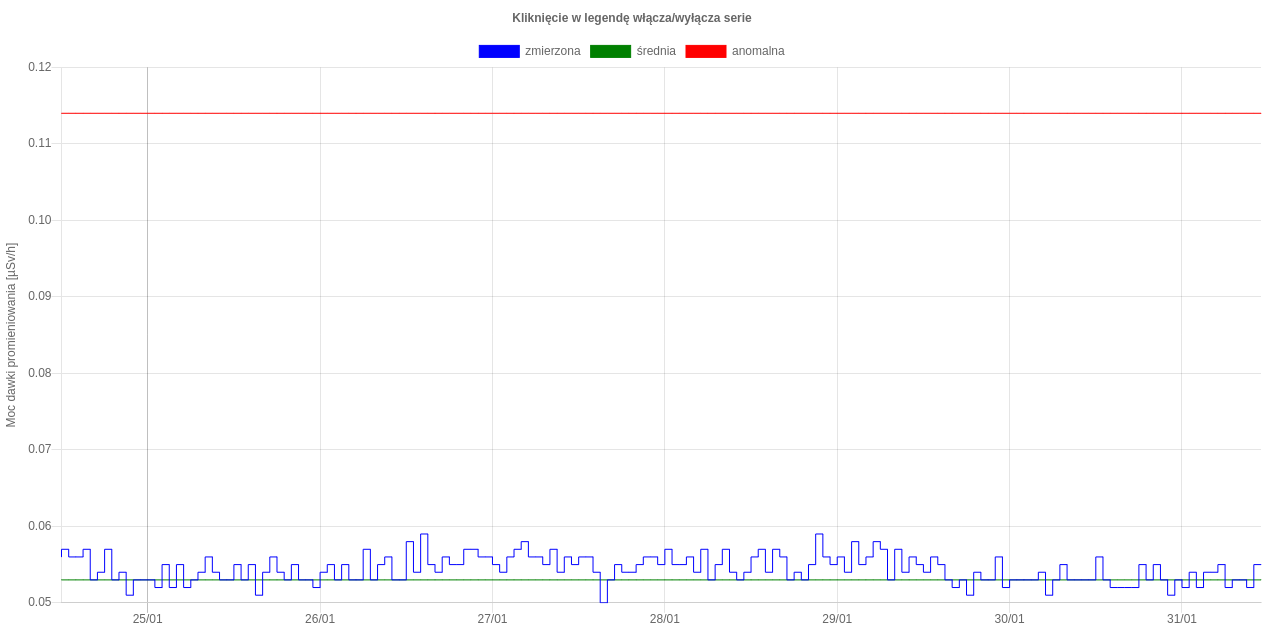 Kliknięcie w legendę włącza/wyłącza serie
zmierzona średnia anomalna
Moc dawki promieniowania [µSv/h]
0.12
0.11
0.10
0.09
0.08
0.07
0.06
0.05
25/01 26/01 27/01 28/01 29/01 30/01 31/01